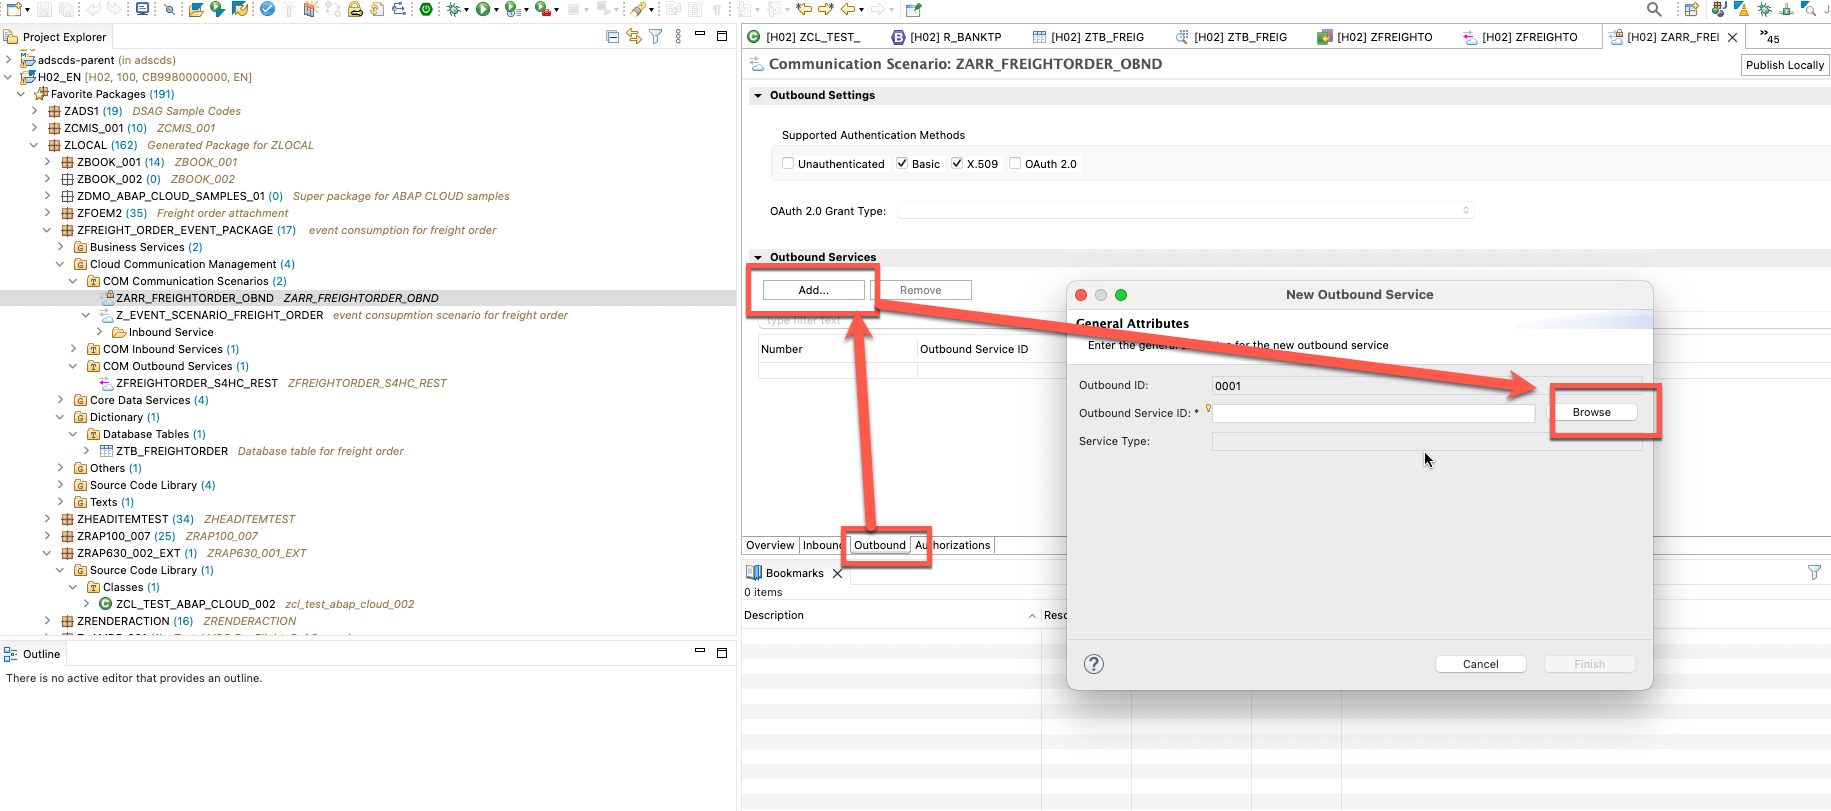 Project Explorer
adscds-parent (in adscds)
H02_EN [H02, 100, CB9980000000, EN]
Favorite Packages (191)
ZADS1 (19) DSAG Sample Codes
ZCMIS_001 (10) ZCMIS_001
ZLOCAL (162) Generated Package for ZLOCAL
ZBOOK_001 (14) ZBOOK_001
ZBOOK_002 (0) ZBOOK_002
ZDMO_ABAP_CLOUD_SAMPLES_01 (0) Super package for ABAP CLOUD samples
ZFOEM2 (35) Freight order attachment
ZFREIGHT_ORDER_EVENT_PACKAGE (17) event consumption for freight order
Business Services (2)
Cloud Communication Management (4)
COM Communication Scenarios (2)
ZARR_FREIGHTORDER_OBND ZARR_FREIGHTORDER_OBND
Z_EVENT_SCENARIO_FREIGHT_ORDER event consupmtion scenario for freight order
Inbound Service
COM Inbound Services (1)
COM Outbound Services (1)
ZFREIGHTORDER_S4HC_REST ZFREIGHTORDER_S4HC_REST
Core Data Services (4)
Dictionary (1)
Database Tables (1)
ZTB_FREIGHTORDER Database table for freight order
Others (1)
Source Code Library (4)
Texts (1)
ZHEADITEMTEST (34) ZHEADITEMTEST
ZRAP100_007 (25) ZRAP100_007
ZRAP630_002_EXT (1) ZRAP630_001_EXT
Source Code Library (1)
Classes (1)
ZCL_TEST_ABAP_CLOUD_002 zcl_test_abap_cloud_002
ZRENDERACTION (16) ZRENDERACTION
Outline
There is no active editor that provides an outline.
[H02] ZCL_TEST_ [H02] R_BANKTP [H02] ZTB_FREIG [H02] ZTB_FREIG [H02] ZFREIGHTO [H02] ZFREIGHTO [H02] ZARR_FREI 45
Communication Scenario: ZARR_FREIGHTORDER_OBND
Publish Locally
Outbound Settings
Supported Authentication Methods
Unauthenticated Basic X.509 OAuth 2.0
OAuth 2.0 Grant Type:
Outbound Services
Add... Remove
type filter text
Number Outbound Service ID
Overview Inbound Outbound Authorizations
Bookmarks
0 items
Description Reso
New Outbound Service
General Attributes
Enter the general for the new outbound service
Outbound ID: 0001
Outbound Service ID: * Browse
Service Type:
? Cancel Finish